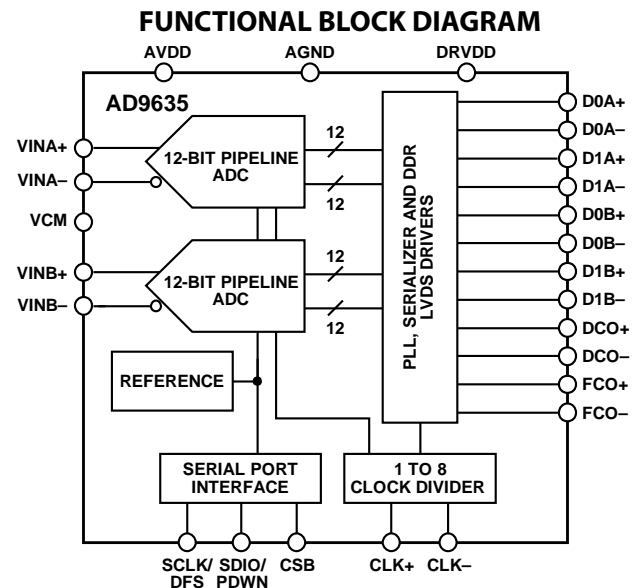 FUNCTIONAL BLOCK DIAGRAM
AVDD
AGND
DRVDD
AD9635
VINA+
VINA–
VCM
VINB+
VINB–
12-BIT PIPELINE
ADC
12
12
12-BIT PIPELINE
ADC
12
12
REFERENCE
PLL, SERIALIZER AND DDR
LVDS DRIVERS
D0A+
D0A–
D1A+
D1A–
D0B+
D0B–
D1B+
D1B–
DCO+
DCO–
FCO+
FCO–
SERIAL PORT
INTERFACE
1 TO 8
CLOCK DIVIDER
SCLK/
DFS
SDIO/
PDWN
CSB
CLK+
CLK–